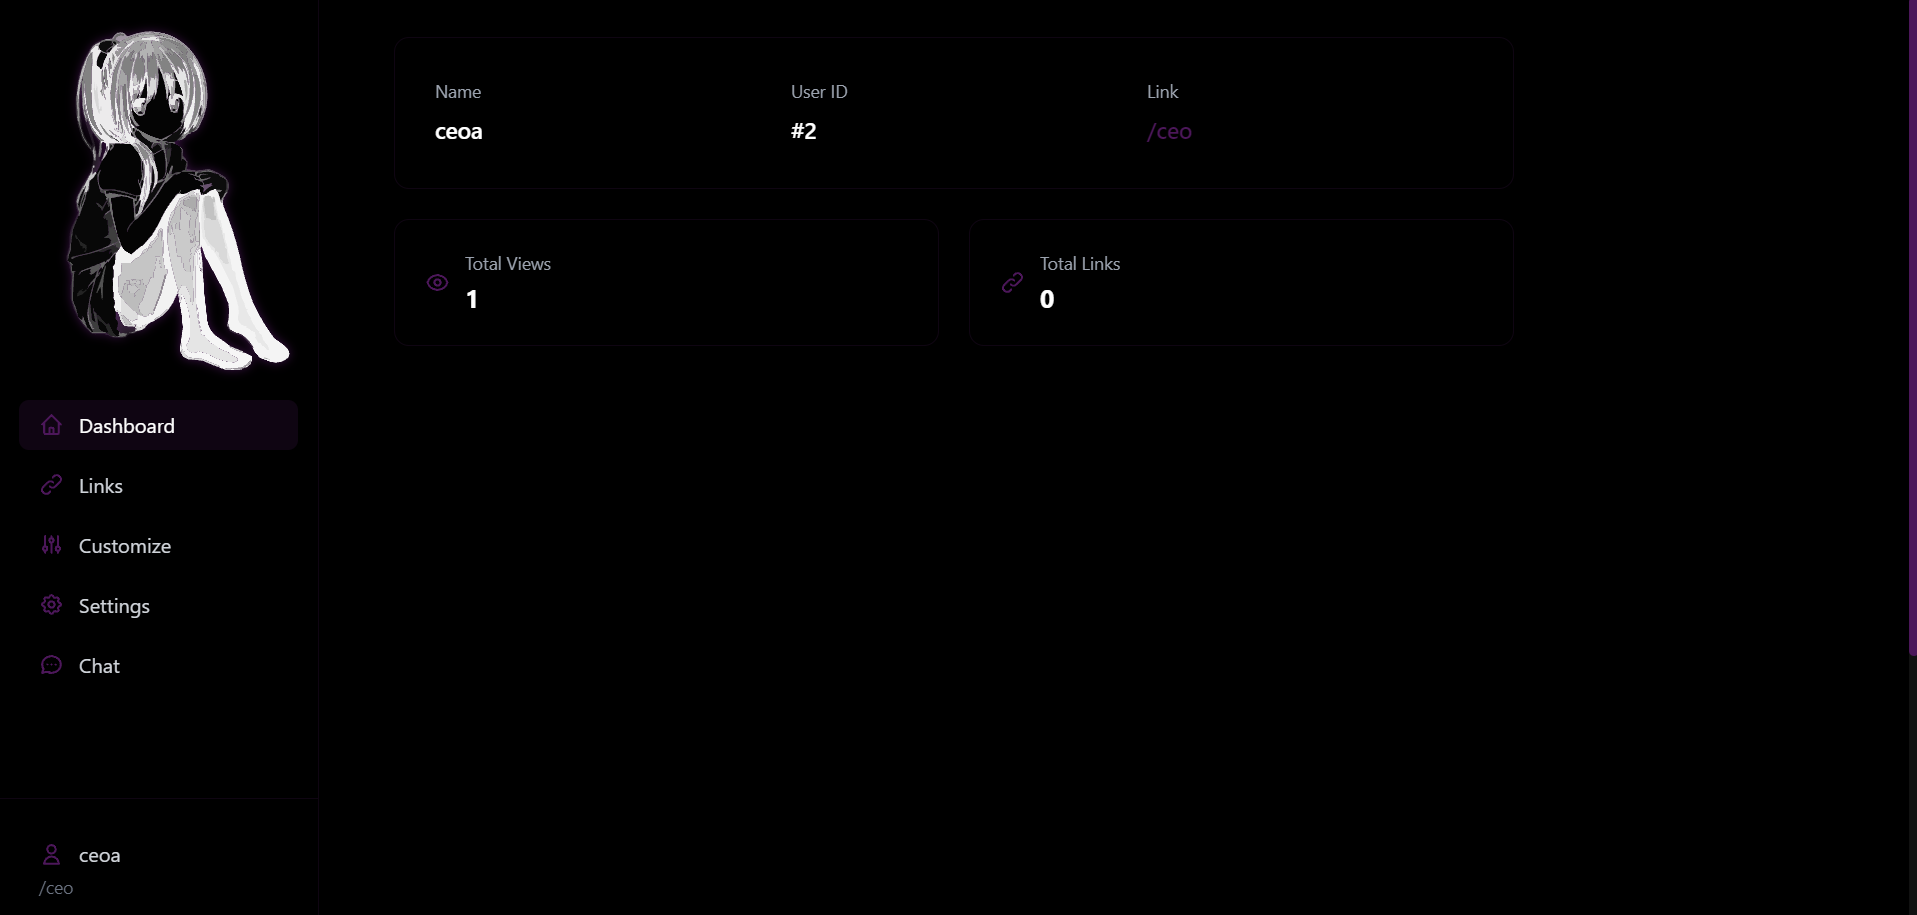 Dashboard
Links
Customize
Settings
Chat
ceoa
/ceo
Name
ceoa
User ID
#2
Link
/ceo
Total Views
1
Total Links
0